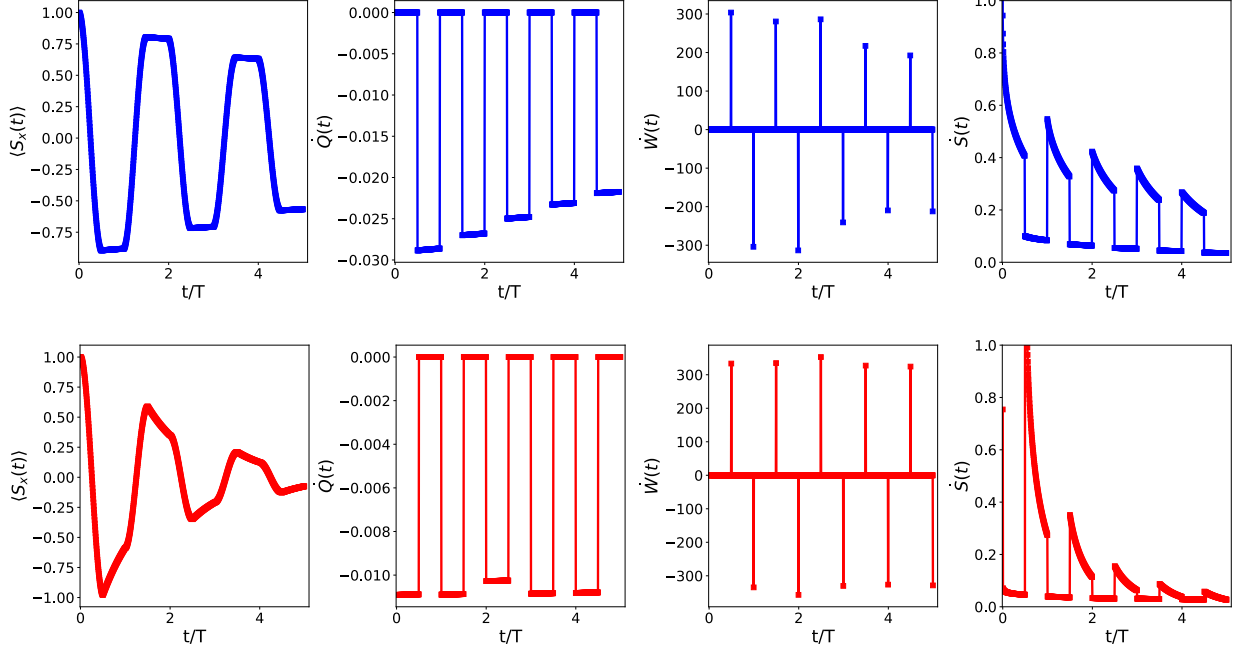 ⟨Sx(t)⟩
1.00
0.75
0.50
0.25
0.00
−0.25
−0.50
−0.75
0 2 4
t/T
Q̇(t)
0.000
−0.005
−0.010
−0.015
−0.020
−0.025
−0.030
0 2 4
t/T
Ẇ(t)
300
200
100
0
−100
−200
−300
0 2 4
t/T
Ṡ(t)
1.0
0.8
0.6
0.4
0.2
0.0
0 2 4
t/T
⟨Sx(t)⟩
1.00
0.75
0.50
0.25
0.00
−0.25
−0.50
−0.75
−1.00
0 2 4
t/T
Q̇(t)
0.000
−0.002
−0.004
−0.006
−0.008
−0.010
0 2 4
t/T
Ẇ(t)
300
200
100
0
−100
−200
−300
0 2 4
t/T
Ṡ(t)
1.0
0.8
0.6
0.4
0.2
0.0
0 2 4
t/T